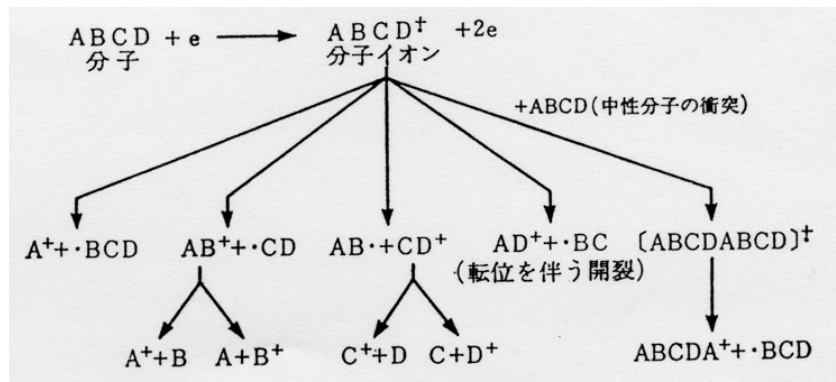 ABCD + e → ABCD‡ +2e
分子 分子イオン
+ABCD(中性分子の衝突)
A⁺+·BCD AB⁺+·CD AB·+CD⁺ AD⁺+·BC 〔ABCDABCD〕‡
(転位を伴う開裂)
A⁺+B A+B⁺ C⁺+D C+D⁺ ABCDA⁺+·BCD